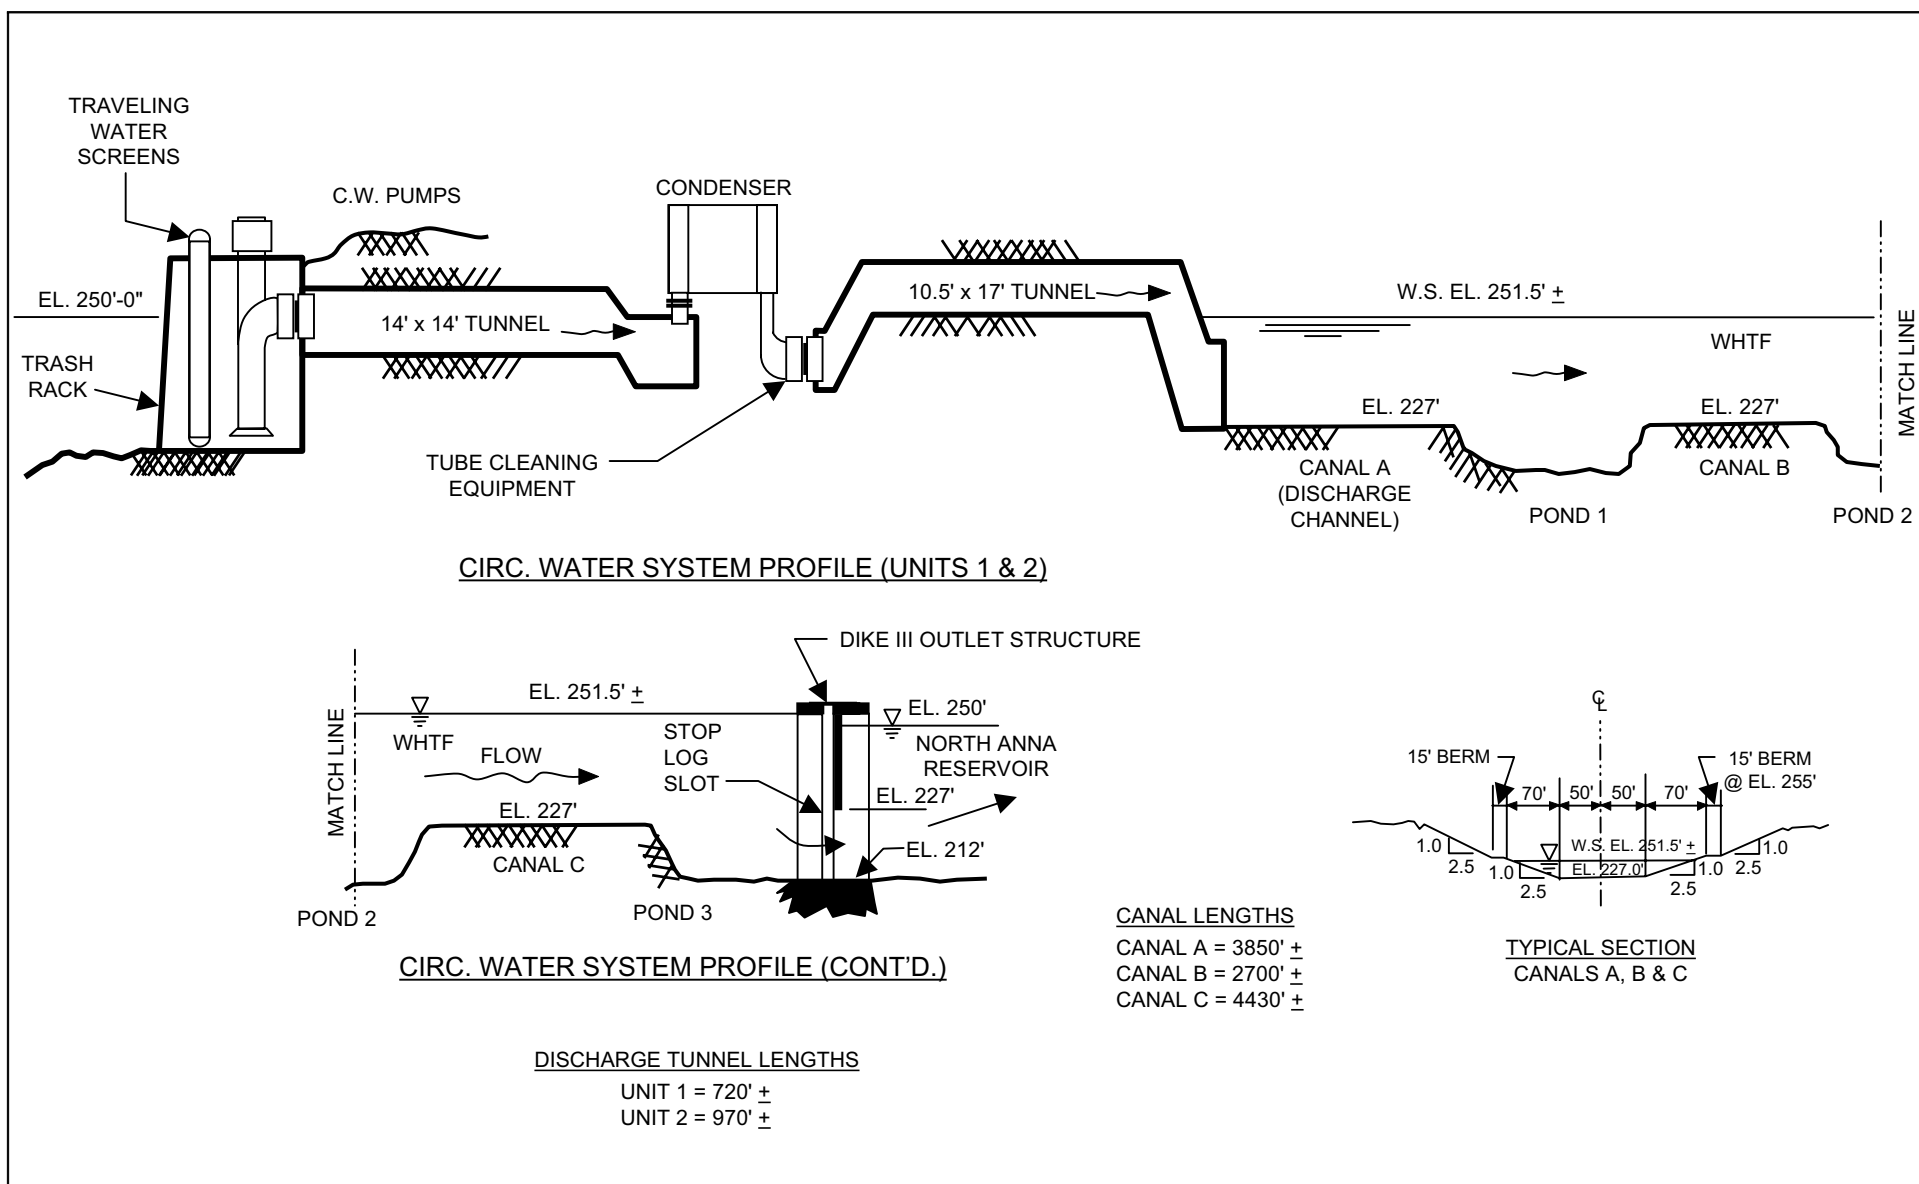 TRAVELING
WATER
SCREENS
C.W. PUMPS
CONDENSER
EL. 250'-0"
14' x 14' TUNNEL
10.5' x 17' TUNNEL
W.S. EL. 251.5' ±
WHTF
MATCH LINE
TRASH
RACK
EL. 227'
EL. 227'
TUBE CLEANING
EQUIPMENT
CANAL A
(DISCHARGE
CHANNEL)
CANAL B
POND 1
POND 2
CIRC. WATER SYSTEM PROFILE (UNITS 1 & 2)
DIKE III OUTLET STRUCTURE
EL. 251.5' ±
EL. 250'
MATCH LINE
WHTF
FLOW
STOP
LOG
SLOT
NORTH ANNA
RESERVOIR
EL. 227'
EL. 227'
CANAL C
EL. 212'
POND 2
POND 3
CIRC. WATER SYSTEM PROFILE (CONT'D.)
CL
15' BERM
15' BERM
@ EL. 255'
70' 50' 50' 70'
W.S. EL. 251.5' ±
EL. 227.0'
1.0
2.5
1.0
2.5
1.0
2.5
1.0
2.5
CANAL LENGTHS
CANAL A = 3850' ±
CANAL B = 2700' ±
CANAL C = 4430' ±
TYPICAL SECTION
CANALS A, B & C
DISCHARGE TUNNEL LENGTHS
UNIT 1 = 720' ±
UNIT 2 = 970' ±